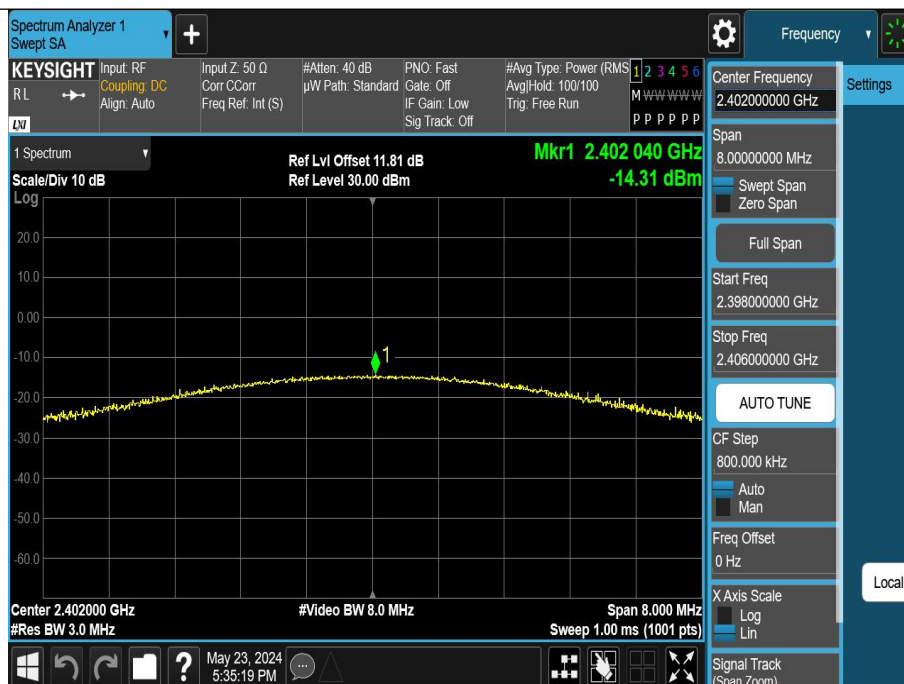 Spectrum Analyzer 1
Swept SA
+
Frequency
KEYSIGHT
R L
LXI
Input: RF
Coupling: DC
Align: Auto
Input Z: 50 Ω
Corr CCorr
Freq Ref: Int (S)
#Atten: 40 dB
µW Path: Standard
PNO: Fast
Gate: Off
IF Gain: Low
Sig Track: Off
#Avg Type: Power (RMS
Avg|Hold: 100/100
Trig: Free Run
1 2 3 4 5 6
M W W W W W
P P P P P P
1 Spectrum
Scale/Div 10 dB
Log
Ref Lvl Offset 11.81 dB
Ref Level 30.00 dBm
Mkr1 2.402 040 GHz
-14.31 dBm
20.0
10.0
0.00
-10.0
-20.0
-30.0
-40.0
-50.0
-60.0
1
Center 2.402000 GHz
#Res BW 3.0 MHz
#Video BW 8.0 MHz
Span 8.000 MHz
Sweep 1.00 ms (1001 pts)
May 23, 2024
5:35:19 PM
?
Center Frequency
2.402000000 GHz
Settings
Span
8.00000000 MHz
Swept Span
Zero Span
Full Span
Start Freq
2.398000000 GHz
Stop Freq
2.406000000 GHz
AUTO TUNE
CF Step
800.000 kHz
Auto
Man
Freq Offset
0 Hz
Local
X Axis Scale
Log
Lin
Signal Track
(Span Zoom)